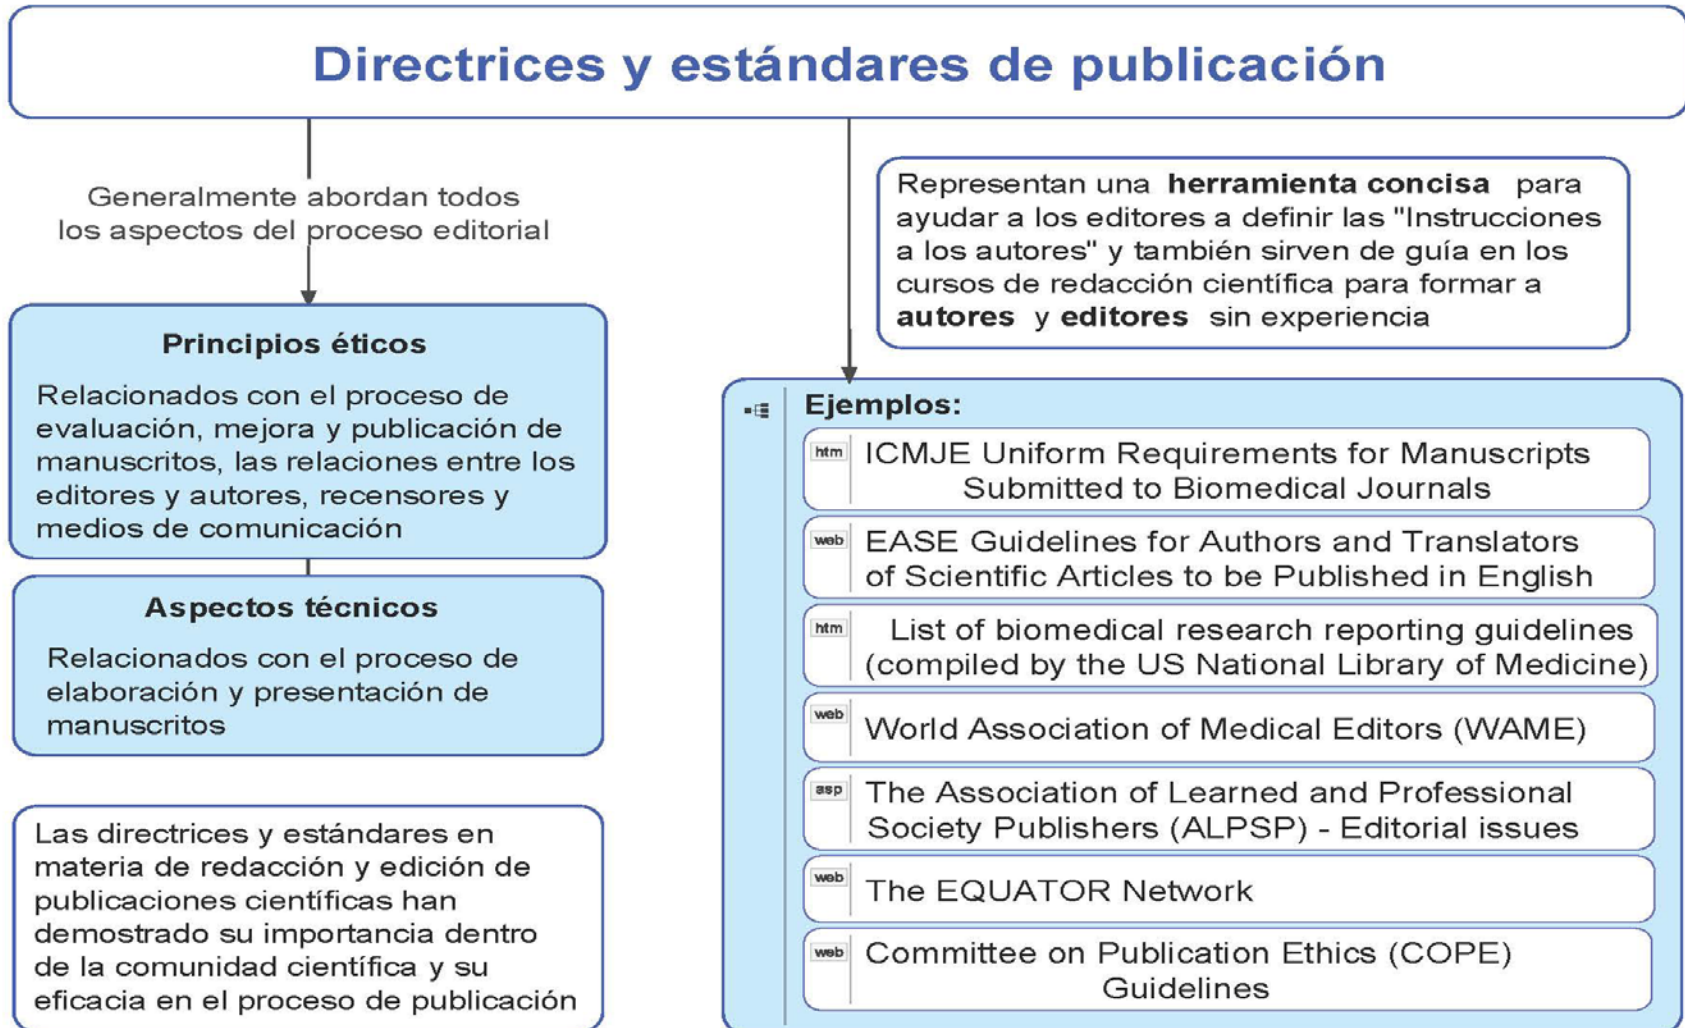 Directrices y estándares de publicación
Generalmente abordan todos
los aspectos del proceso editorial
Principios éticos
Relacionados con el proceso de
evaluación, mejora y publicación de
manuscritos, las relaciones entre los
editores y autores, recensores y
medios de comunicación
Aspectos técnicos
Relacionados con el proceso de
elaboración y presentación de
manuscritos
Las directrices y estándares en
materia de redacción y edición de
publicaciones científicas han
demostrado su importancia dentro
de la comunidad científica y su
eficacia en el proceso de publicación
Representan una herramienta concisa para
ayudar a los editores a definir las "Instrucciones
a los autores" y también sirven de guía en los
cursos de redacción científica para formar a
autores y editores sin experiencia
Ejemplos:
htm ICMJE Uniform Requirements for Manuscripts
Submitted to Biomedical Journals
web EASE Guidelines for Authors and Translators
of Scientific Articles to be Published in English
htm List of biomedical research reporting guidelines
(compiled by the US National Library of Medicine)
web World Association of Medical Editors (WAME)
asp The Association of Learned and Professional
Society Publishers (ALPSP) - Editorial issues
web The EQUATOR Network
web Committee on Publication Ethics (COPE)
Guidelines